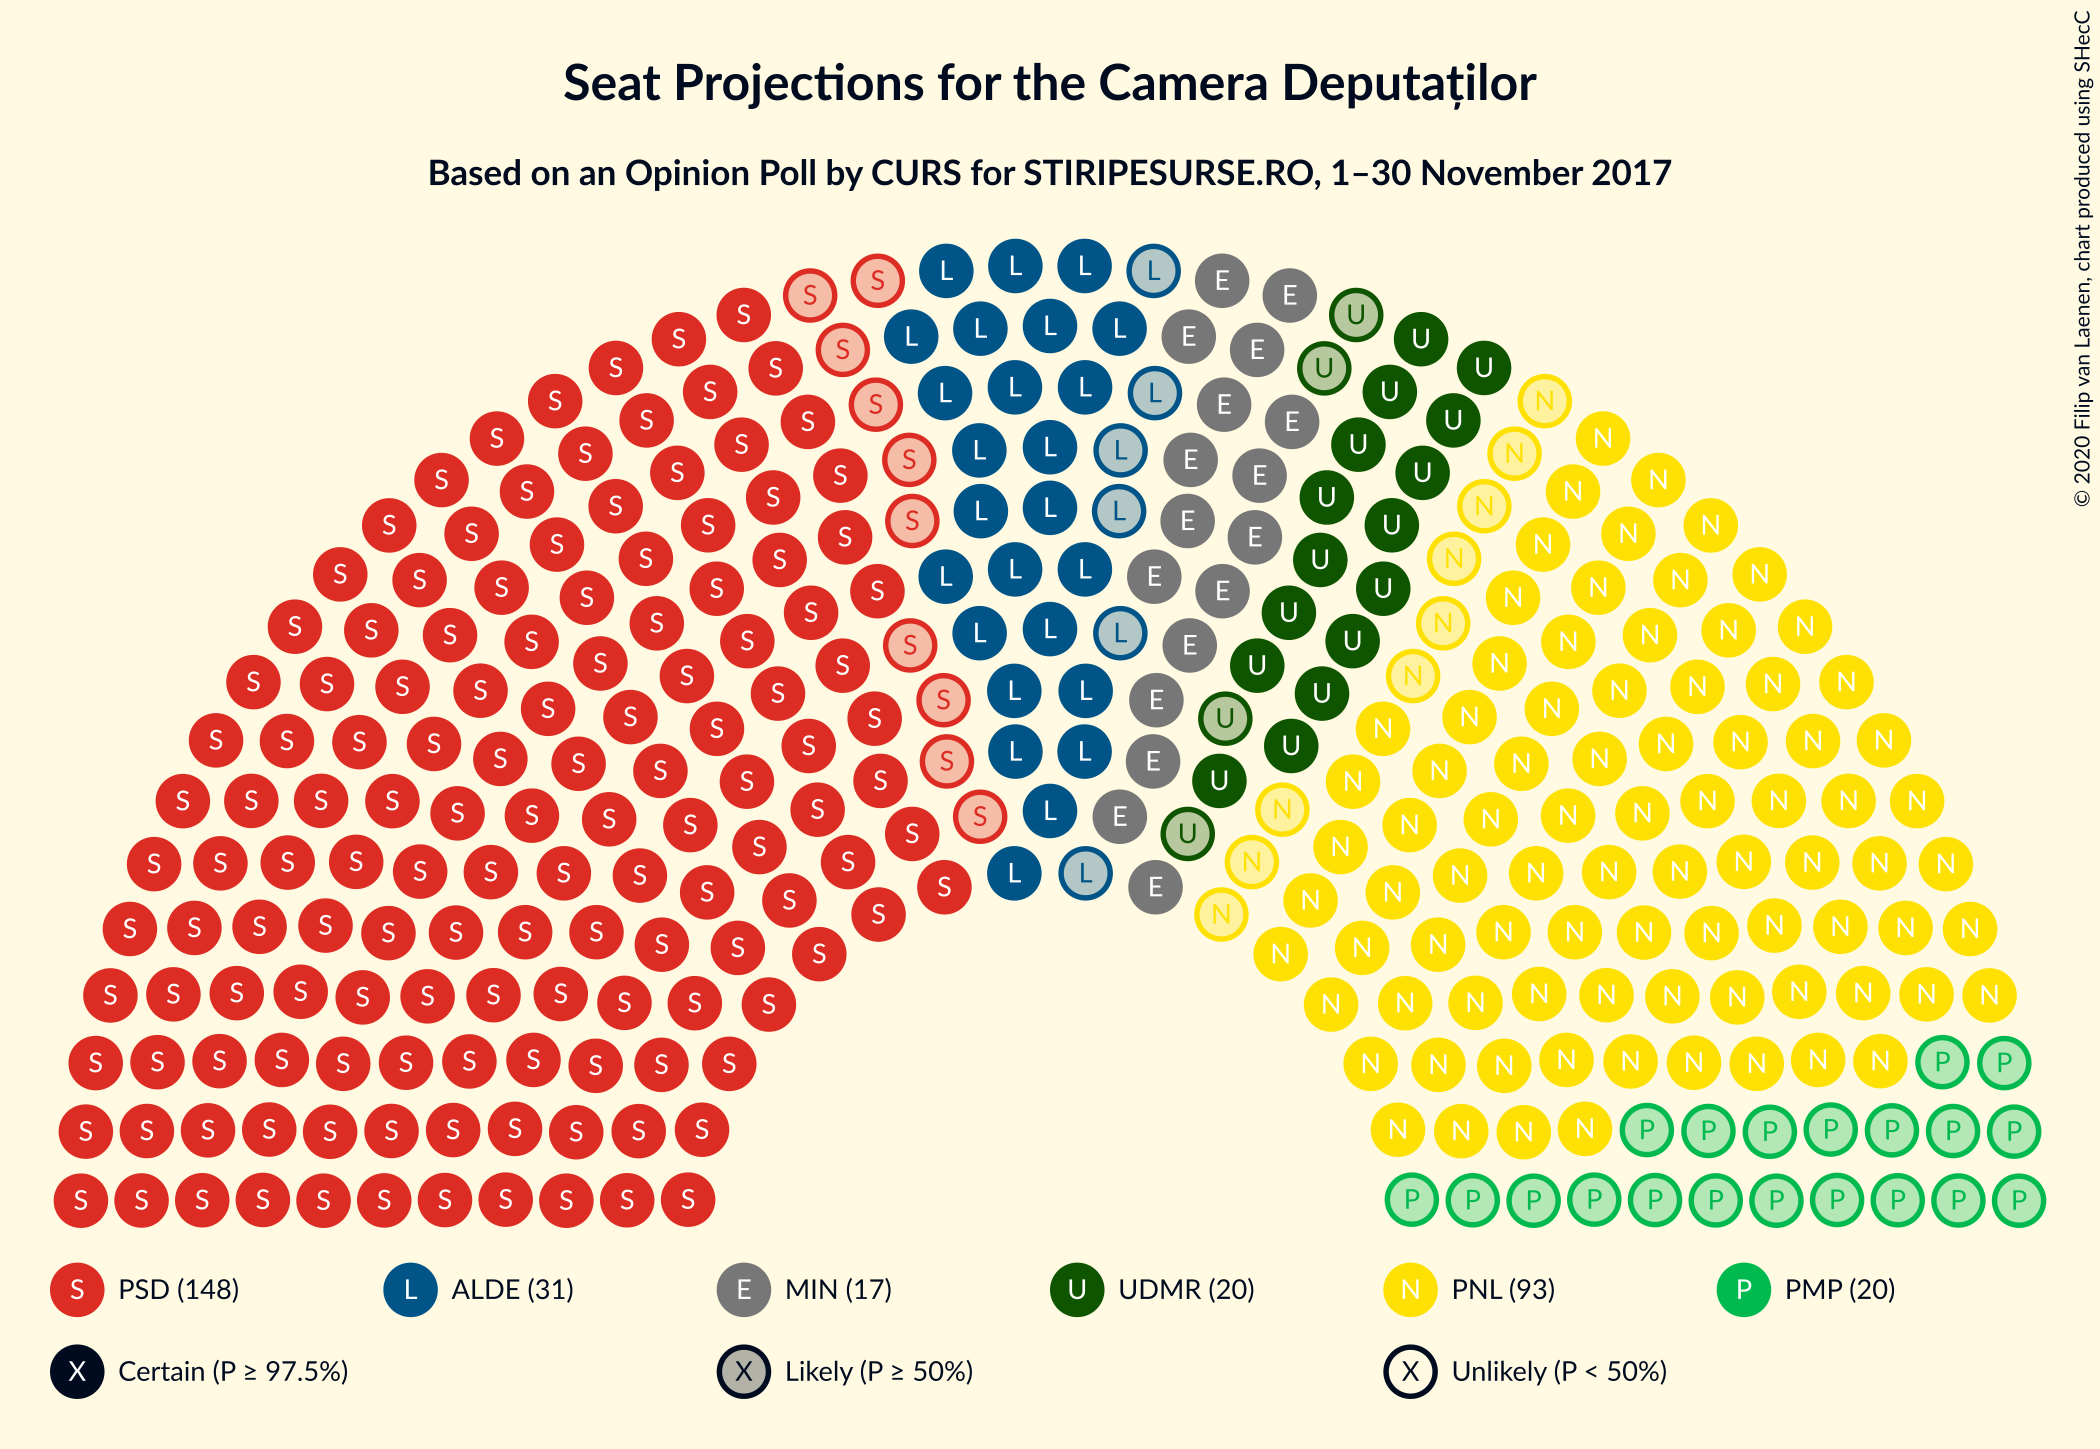 Seat Projections for the Camera Deputaților
Based on an Opinion Poll by CURS for STIRIPESURSE.RO, 1–30 November 2017
© 2020 Filip van Laenen, chart produced using SHecC
S PSD (148)
L ALDE (31)
E MIN (17)
U UDMR (20)
N PNL (93)
P PMP (20)
X Certain (P ≥ 97.5%)
X Likely (P ≥ 50%)
X Unlikely (P < 50%)